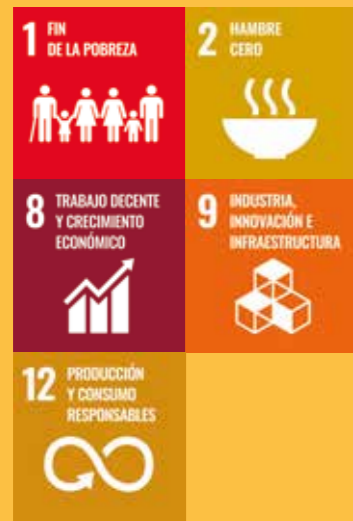 1 FIN
DE LA POBREZA
2 HAMBRE
CERO
8 TRABAJO DECENTE
Y CRECIMIENTO
ECONÓMICO
9 INDUSTRIA,
INNOVACIÓN E
INFRAESTRUCTURA
12 PRODUCCIÓN
Y CONSUMO
RESPONSABLES